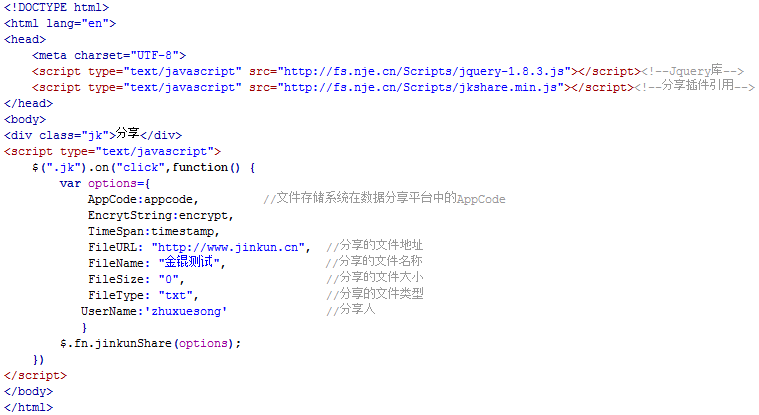 <!DOCTYPE html>
<html lang="en">
<head>
    <meta charset="UTF-8">
    <script type="text/javascript" src="http://fs.nje.cn/Scripts/jquery-1.8.3.js"></script><!--Jquery库-->
    <script type="text/javascript" src="http://fs.nje.cn/Scripts/jkshare.min.js"></script><!--分享插件引用-->
</head>
<body>
<div class="jk">分享</div>
<script type="text/javascript">
    $(".jk").on("click",function() {
        var options={
            AppCode:appcode,         //文件存储系统在数据分享平台中的AppCode
            EncrytString:encrypt,
            TimeSpan:timestamp,
            FileURL: "http://www.jinkun.cn",  //分享的文件地址
            FileName: "金锟测试",              //分享的文件名称
            FileSize: "0",                    //分享的文件大小
            FileType: "txt",                  //分享的文件类型
           UserName:'zhuxuesong'              //分享人
           }
        $.fn.jinkunShare(options);
    })
</script>
</body>
</html>